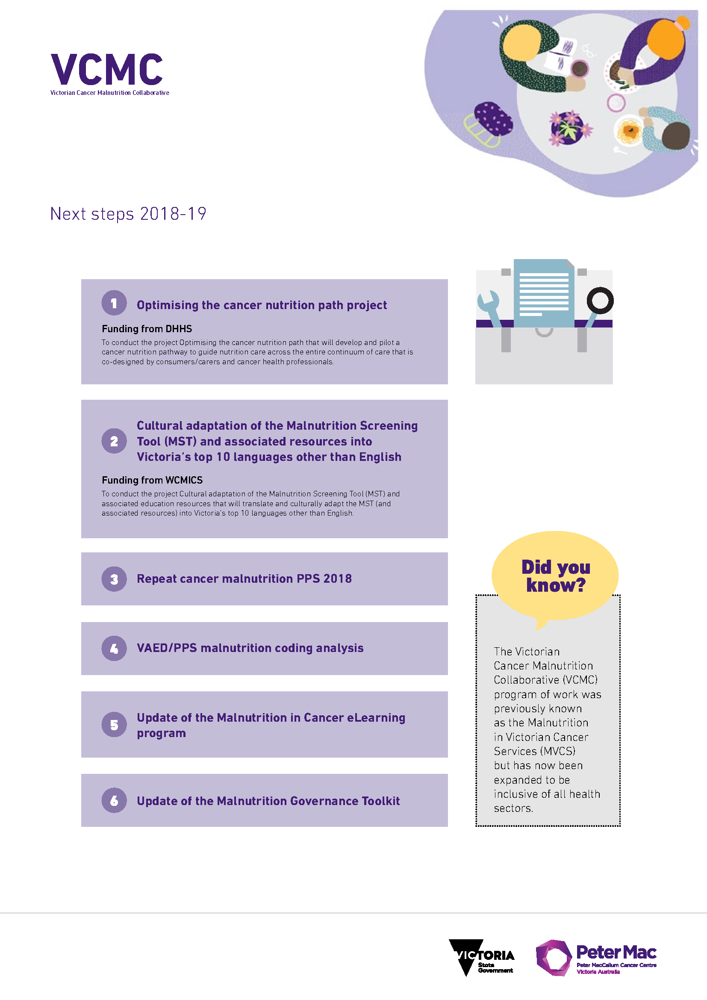 VCMC
Victorian Cancer Malnutrition Collaborative
Next steps 2018-19
1
Optimising the cancer nutrition path project
Funding from DHHS
To conduct the project Optimising the cancer nutrition path that will develop and pilot a
cancer nutrition pathway to guide nutrition care across the entire continuum of care that is
co-designed by consumers/carers and cancer health professionals.
2
Cultural adaptation of the Malnutrition Screening
Tool (MST) and associated resources into
Victoria's top 10 languages other than English
Funding from WCMICS
To conduct the project Cultural adaptation of the Malnutrition Screening Tool (MST) and
associated education resources that will translate and culturally adapt the MST (and
associated resources) into Victoria's top 10 languages other than English.
3
Repeat cancer malnutrition PPS 2018
4
VAED/PPS malnutrition coding analysis
5
Update of the Malnutrition in Cancer eLearning
program
6
Update of the Malnutrition Governance Toolkit
Did you
know?
The Victorian
Cancer Malnutrition
Collaborative (VCMC)
program of work was
previously known
as the Malnutrition
in Victorian Cancer
Services (MVCS)
but has now been
expanded to be
inclusive of all health
sectors.
VICTORIA
State
Government
Peter Mac
Peter MacCallum Cancer Centre
Victoria Australia